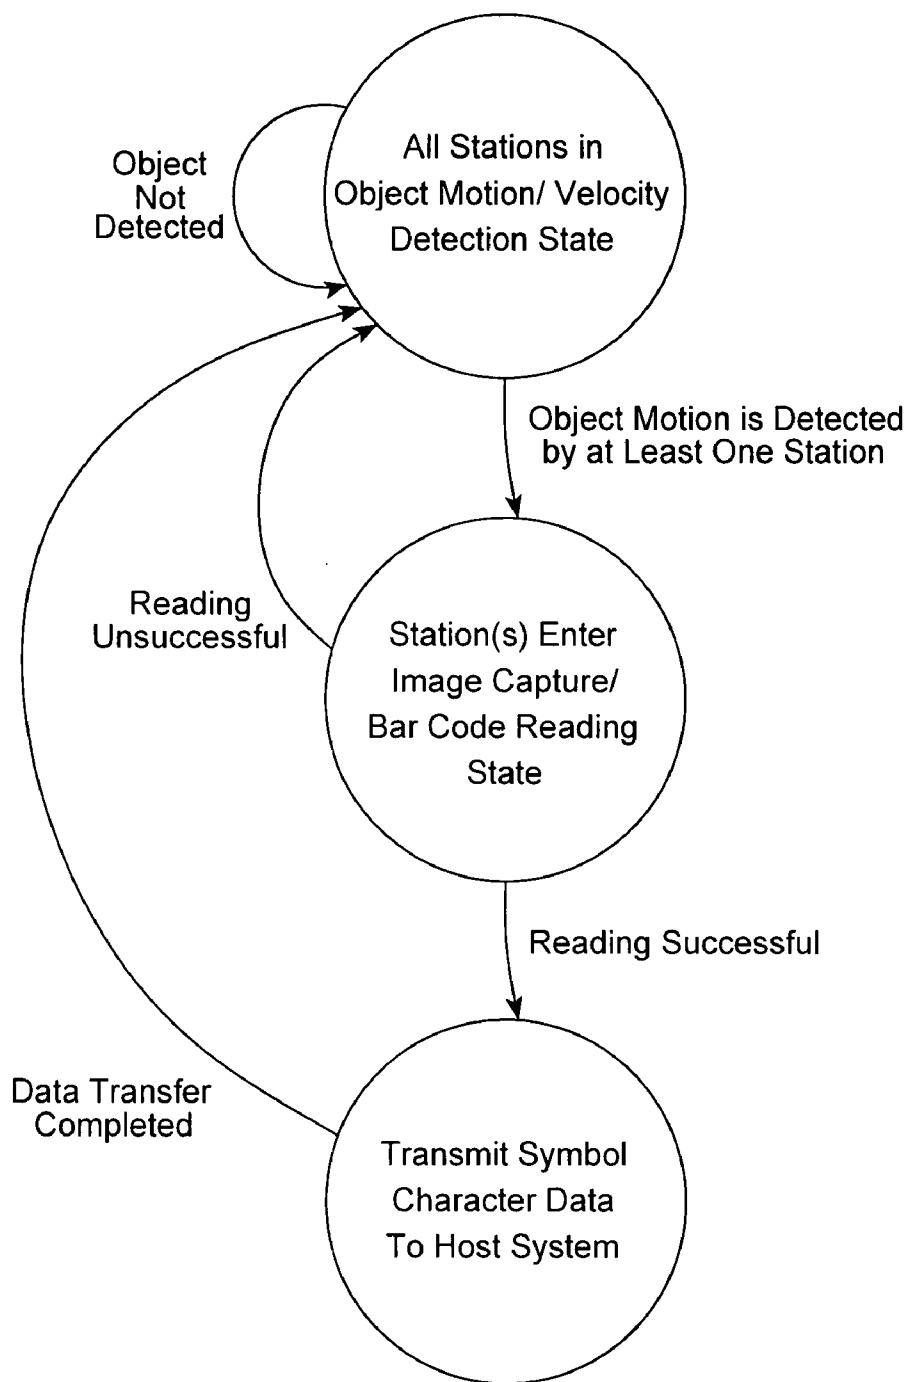 All Stations in
Object Motion/ Velocity
Detection State
Object
Not
Detected
Object Motion is Detected
by at Least One Station
Reading
Unsuccessful
Station(s) Enter
Image Capture/
Bar Code Reading
State
Reading Successful
Data Transfer
Completed
Transmit Symbol
Character Data
To Host System